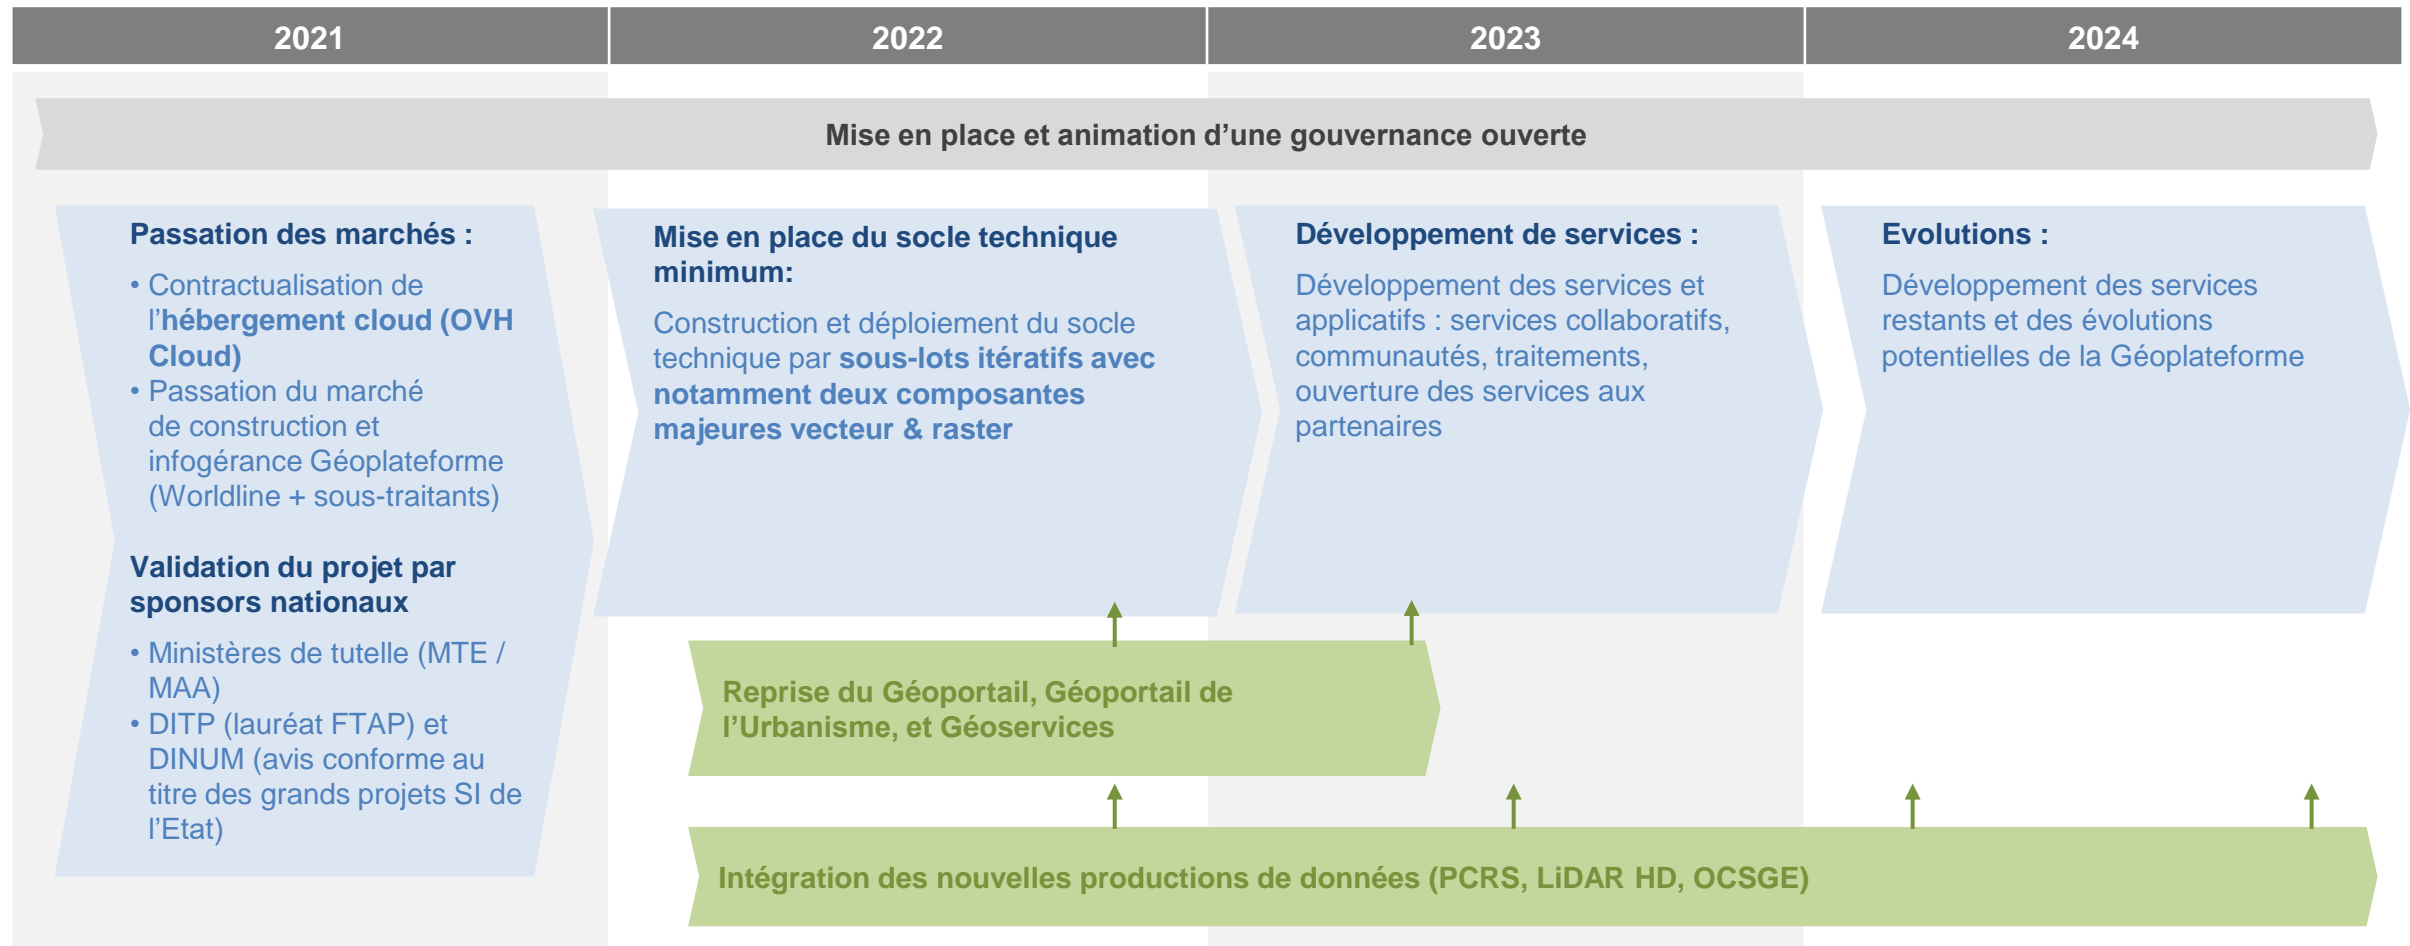 2021
2022
2023
2024
Mise en place et animation d’une gouvernance ouverte
Passation des marchés :
• Contractualisation de
l’hébergement cloud (OVH
Cloud)
• Passation du marché
de construction et
infogérance Géoplateforme
(Worldline + sous-traitants)
Validation du projet par
sponsors nationaux
• Ministères de tutelle (MTE /
MAA)
• DITP (lauréat FTAP) et
DINUM (avis conforme au
titre des grands projets SI de
l’Etat)
Mise en place du socle technique
minimum:
Construction et déploiement du socle
technique par sous-lots itératifs avec
notamment deux composantes
majeures vecteur & raster
Développement de services :
Développement des services et
applicatifs : services collaboratifs,
communautés, traitements,
ouverture des services aux
partenaires
Evolutions :
Développement des services
restants et des évolutions
potentielles de la Géoplateforme
Reprise du Géoportail, Géoportail de
l’Urbanisme, et Géoservices
Intégration des nouvelles productions de données (PCRS, LiDAR HD, OCSGE)